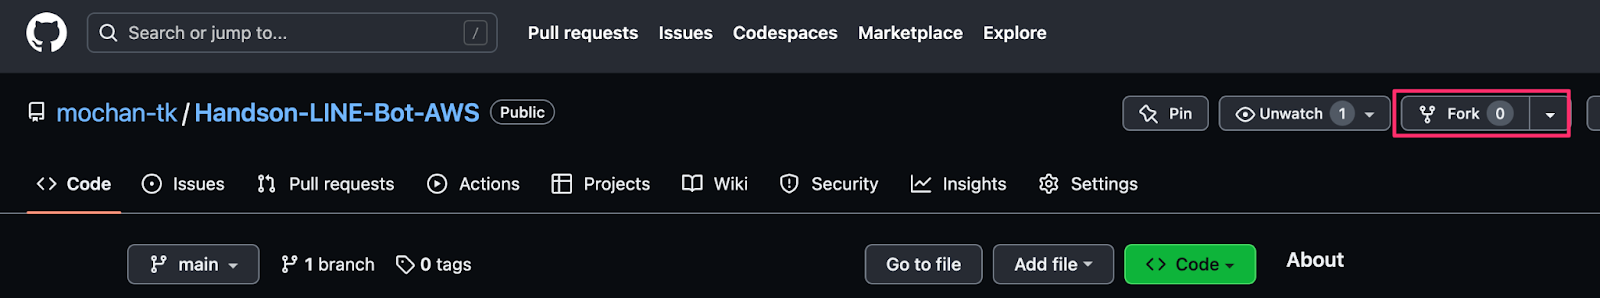 Search or jump to... /
Pull requests Issues Codespaces Marketplace Explore
mochan-tk / Handson-LINE-Bot-AWS Public
Pin Unwatch 1 Fork 0
Code Issues Pull requests Actions Projects Wiki Security Insights Settings
main 1 branch 0 tags Go to file Add file Code About